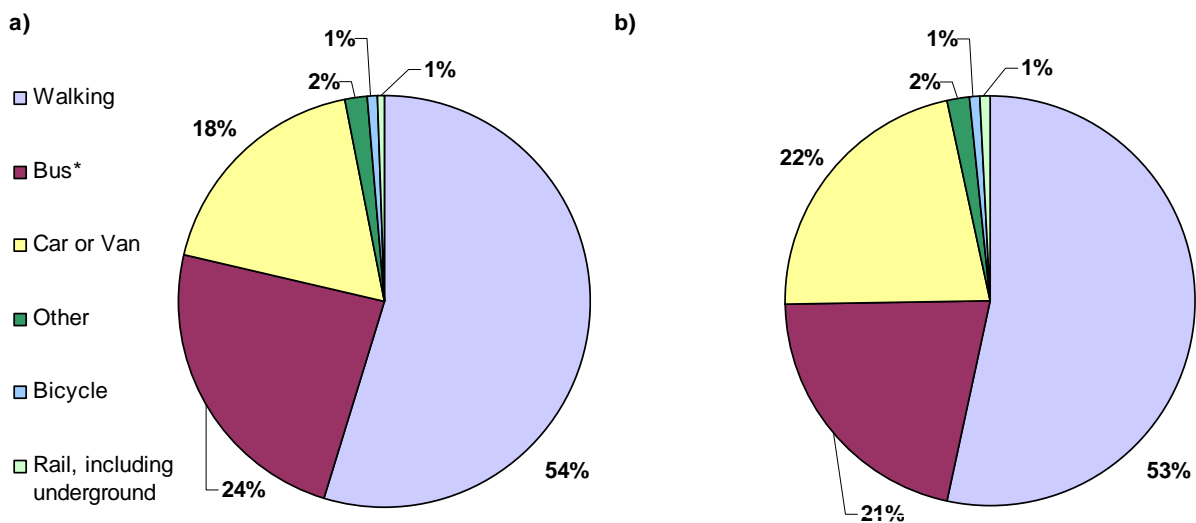 a)
b)
1%
1%
2%
18%
Walking
Bus*
Car or Van
Other
Bicycle
Rail, including
underground
24%
54%
1%
1%
2%
22%
21%
53%